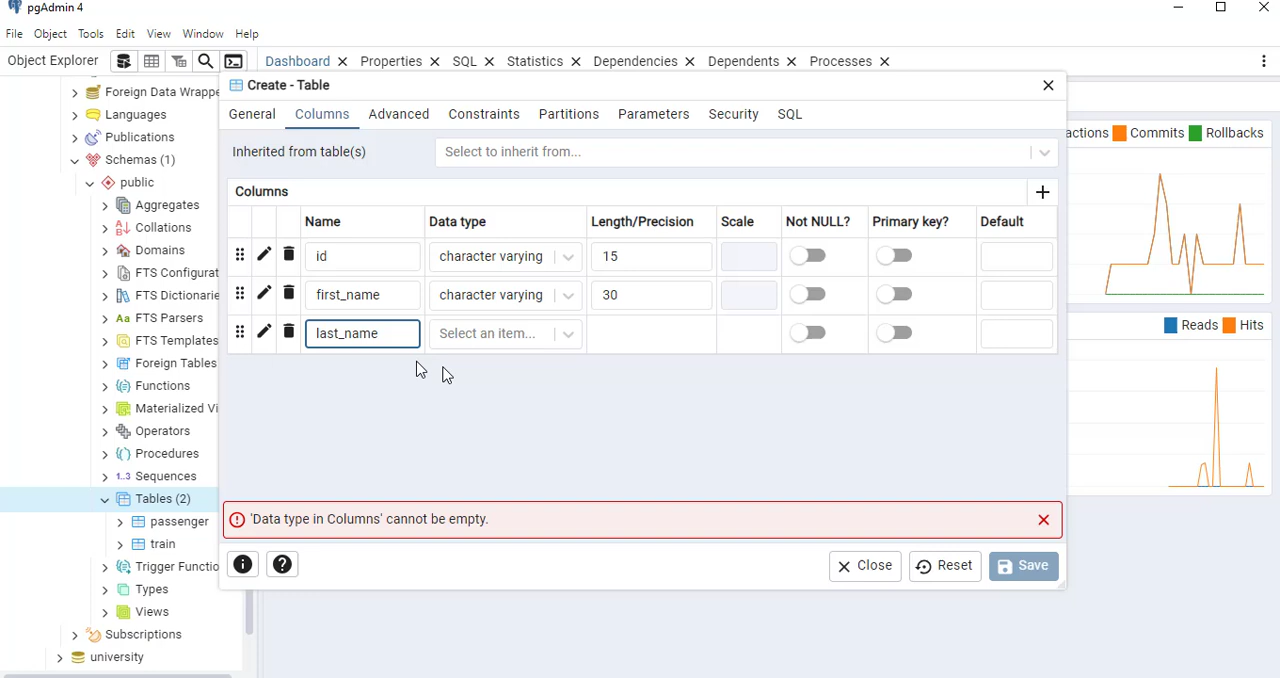 pgAdmin 4
File Object Tools Edit View Window Help
Object Explorer
Dashboard Properties SQL Statistics Dependencies Dependents Processes
Foreign Data Wrappe
Languages
Publications
Schemas (1)
public
Aggregates
Collations
Domains
FTS Configurat
FTS Dictionarie
Aa FTS Parsers
FTS Templates
Foreign Tables
Functions
Materialized Vi
Operators
Procedures
1..3 Sequences
Tables (2)
passenger
train
Trigger Functio
Types
Views
Subscriptions
university
Create - Table
General Columns Advanced Constraints Partitions Parameters Security SQL
Inherited from table(s) Select to inherit from...
Columns
Name Data type Length/Precision Scale Not NULL? Primary key? Default
id character varying 15
first_name character varying 30
last_name Select an item...
'Data type in Columns' cannot be empty.
Close Reset Save
actions Commits Rollbacks
Reads Hits